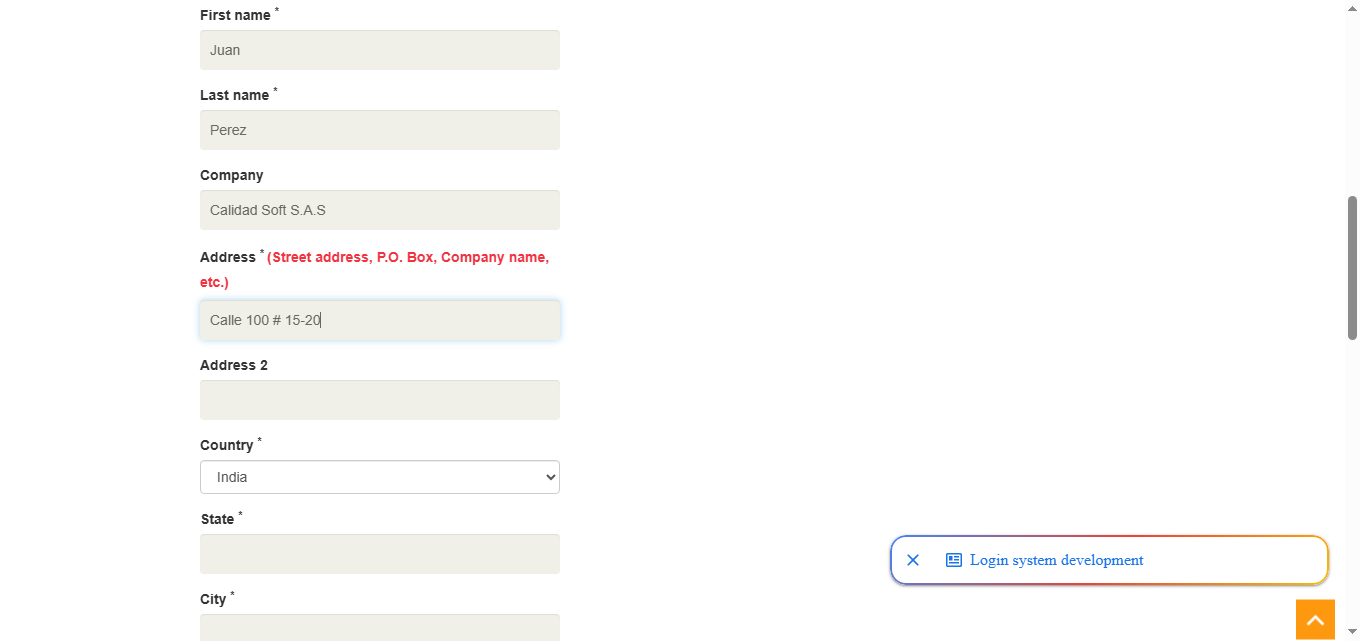 First name *
Juan
Last name *
Perez
Company
Calidad Soft S.A.S
Address * (Street address, P.O. Box, Company name,
etc.)
Calle 100 # 15-20
Address 2
Country *
India
State *
Login system development
City *